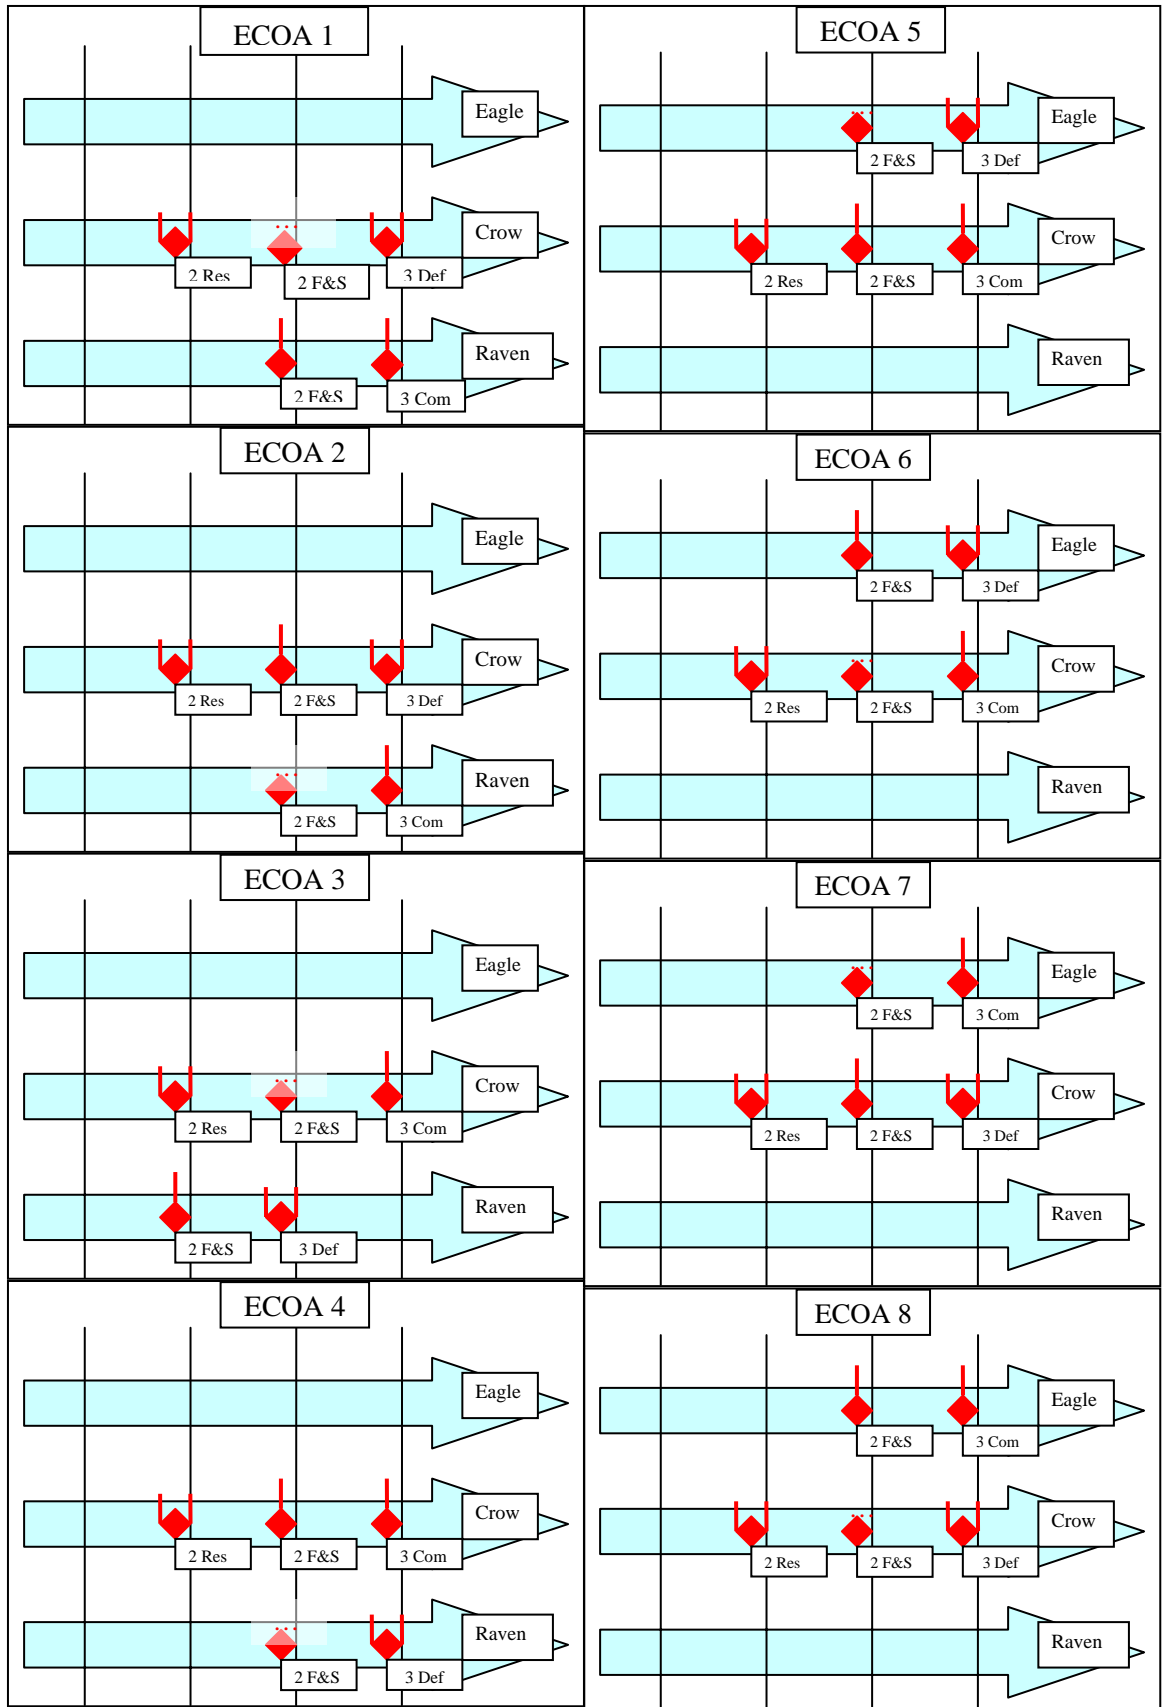 ECOA 1
Eagle
Crow
2 Res
2 F&S
3 Def
Raven
2 F&S
3 Com
ECOA 2
Eagle
Crow
2 Res
2 F&S
3 Def
Raven
2 F&S
3 Com
ECOA 3
Eagle
Crow
2 Res
2 F&S
3 Com
Raven
2 F&S
3 Def
ECOA 4
Eagle
Crow
2 Res
2 F&S
3 Com
Raven
2 F&S
3 Def
ECOA 5
Eagle
2 F&S
3 Def
Crow
2 Res
2 F&S
3 Com
Raven
ECOA 6
Eagle
2 F&S
3 Def
Crow
2 Res
2 F&S
3 Com
Raven
ECOA 7
Eagle
2 F&S
3 Com
Crow
2 Res
2 F&S
3 Def
Raven
ECOA 8
Eagle
2 F&S
3 Com
Crow
2 Res
2 F&S
3 Def
Raven